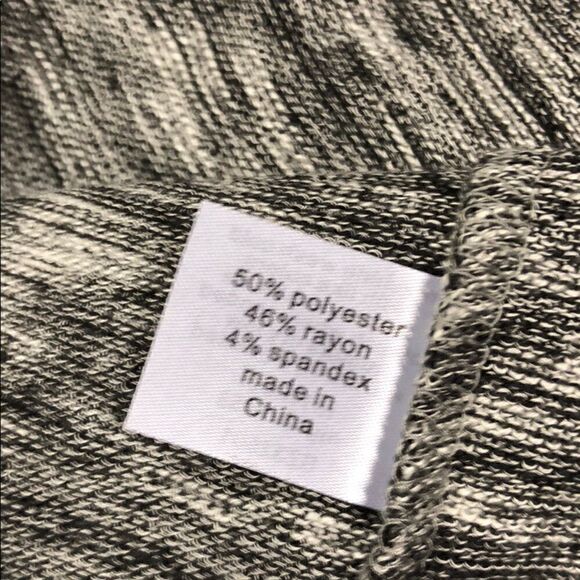 50% polyester
46% rayon
4% spandex
made in
China